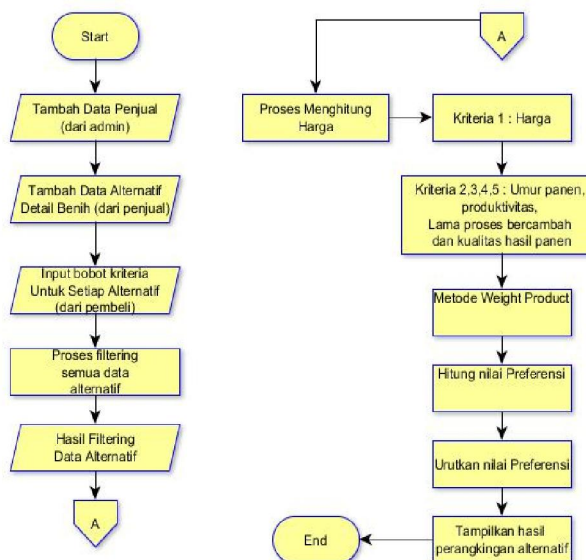 Start
Tambah Data Penjual
(dari admin)
Tambah Data Alternatif
Detail Benih (dari penjual)
Input bobot kriteria
Untuk Setiap Alternatif
(dari pembeli)
Proses filtering
semua data
alternatif
Hasil Filtering
Data Alternatif
A
A
Proses Menghitung
Harga
Kriteria 1 : Harga
Kriteria 2,3,4,5 : Umur panen,
produktivitas,
Lama proses bercambah
dan kualitas hasil panen
Metode Weight Product
Hitung nilai Preferensi
Urutkan nilai Preferensi
Tampilkan hasil
perangkingan alternatif
End